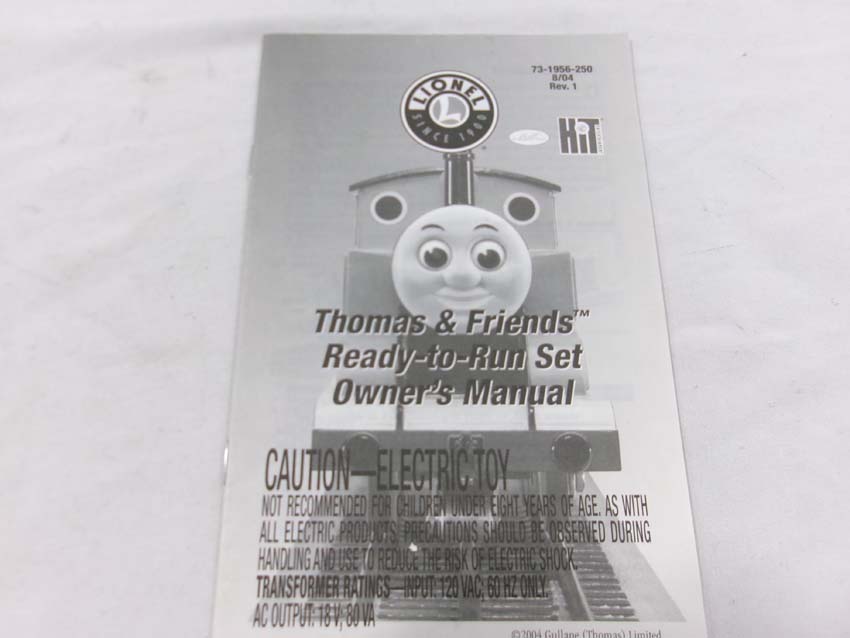 73-1956-250
8/04
Rev. 1
LIONEL
L
SINCE 1900
HiT
Thomas & Friends™
Ready-to-Run Set
Owner's Manual
CAUTION—ELECTRIC TOY
NOT RECOMMENDED FOR CHILDREN UNDER EIGHT YEARS OF AGE. AS WITH
ALL ELECTRIC PRODUCTS, PRECAUTIONS SHOULD BE OBSERVED DURING
HANDLING AND USE TO REDUCE THE RISK OF ELECTRIC SHOCK.
TRANSFORMER RATINGS—INPUT: 120 VAC; 60 HZ ONLY.
AC OUTPUT: 18 V; 80 VA
©2004 Gullane (Thomas) Limited